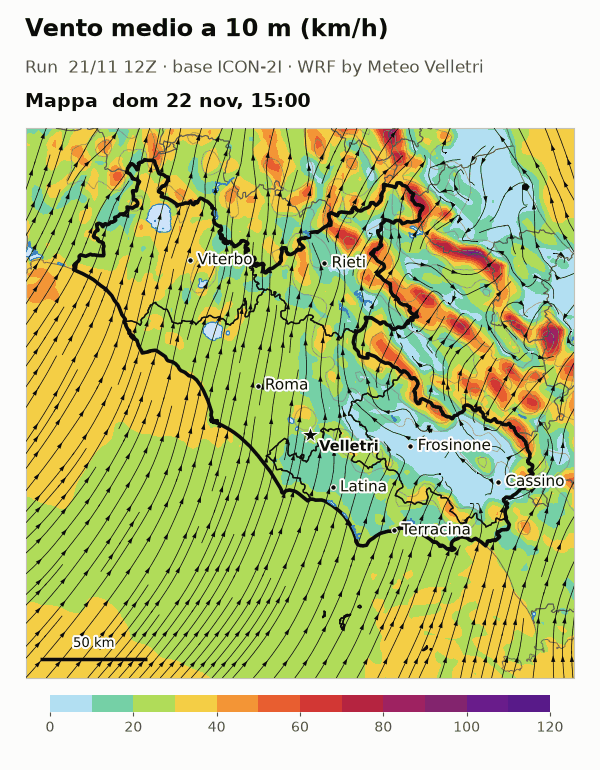 Vento medio a 10 m (km/h)
Run  21/11 12Z · base ICON-2I · WRF by Meteo Velletri
Mappa  dom 22 nov, 15:00
Viterbo
Rieti
Roma
Velletri
Frosinone
Cassino
Latina
Terracina
50 km
0 20 40 60 80 100 120